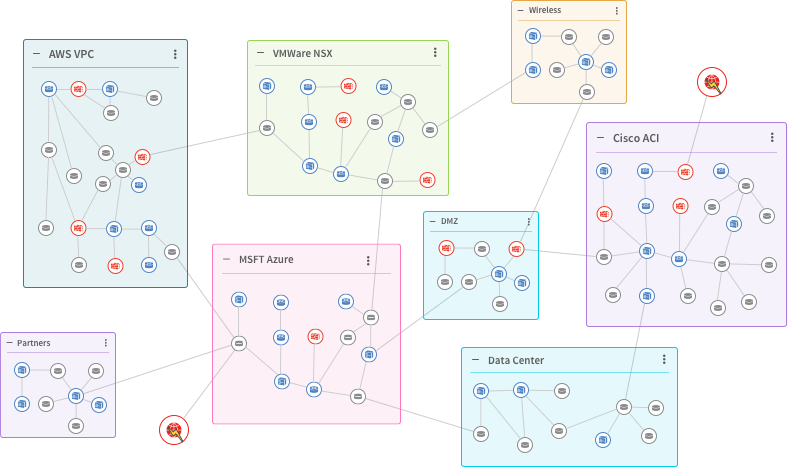 Wireless
AWS VPC
VMWare NSX
Cisco ACI
DMZ
MSFT Azure
Partners
Data Center